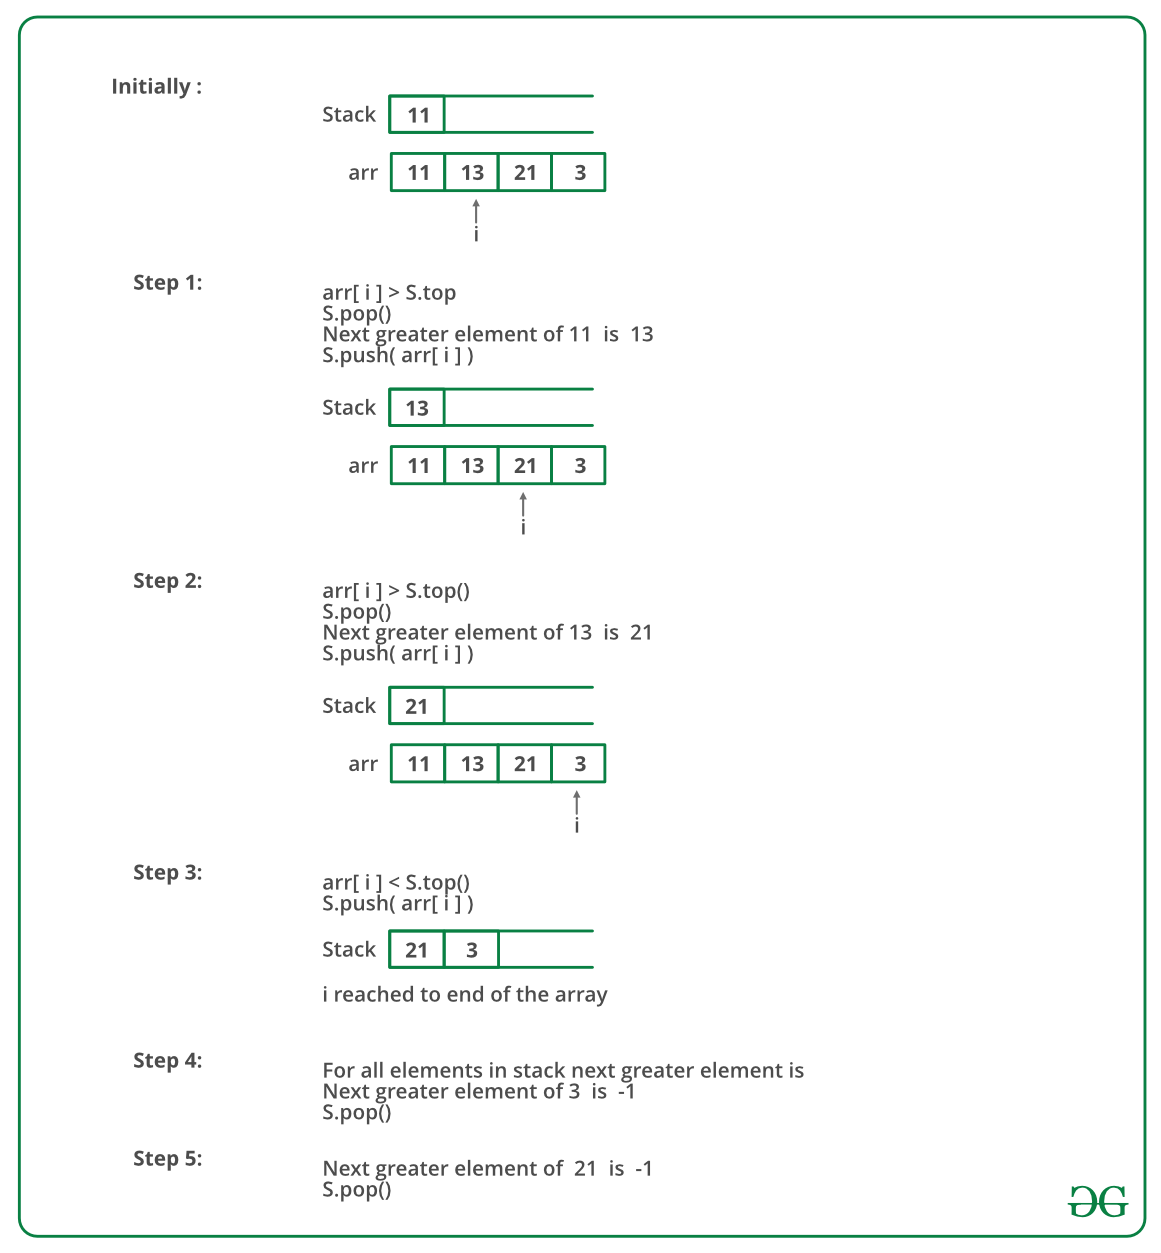 Initially :
Stack 11
arr 11 13 21 3
i
Step 1:
arr[ i ] > S.top
S.pop()
Next greater element of 11 is 13
S.push( arr[ i ] )
Stack 13
arr 11 13 21 3
i
Step 2:
arr[ i ] > S.top()
S.pop()
Next greater element of 13 is 21
S.push( arr[ i ] )
Stack 21
arr 11 13 21 3
i
Step 3:
arr[ i ] < S.top()
S.push( arr[ i ] )
Stack 21 3
i reached to end of the array
Step 4:
For all elements in stack next greater element is
Next greater element of 3 is -1
S.pop()
Step 5:
Next greater element of 21 is -1
S.pop()